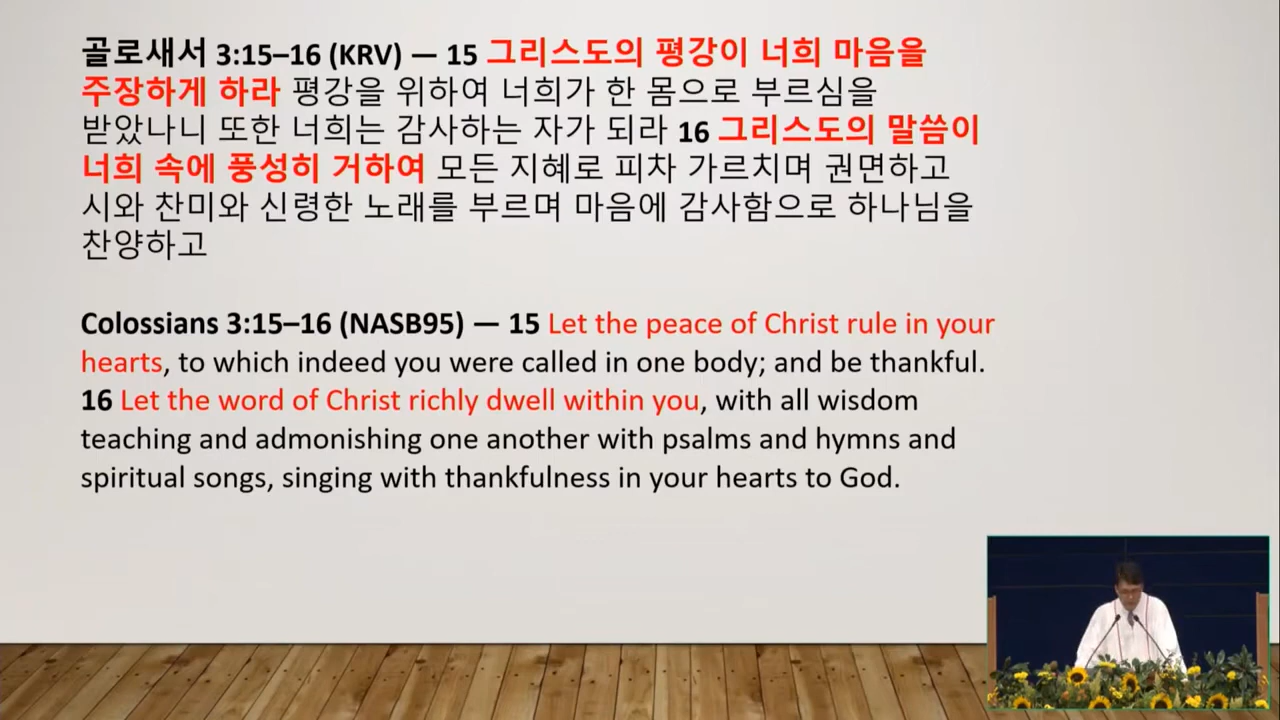 골로새서 3:15–16 (KRV) — 15 그리스도의 평강이 너희 마음을
주장하게 하라 평강을 위하여 너희가 한 몸으로 부르심을
받았나니 또한 너희는 감사하는 자가 되라 16 그리스도의 말씀이
너희 속에 풍성히 거하여 모든 지혜로 피차 가르치며 권면하고
시와 찬미와 신령한 노래를 부르며 마음에 감사함으로 하나님을
찬양하고
Colossians 3:15–16 (NASB95) — 15 Let the peace of Christ rule in your
hearts, to which indeed you were called in one body; and be thankful.
16 Let the word of Christ richly dwell within you, with all wisdom
teaching and admonishing one another with psalms and hymns and
spiritual songs, singing with thankfulness in your hearts to God.